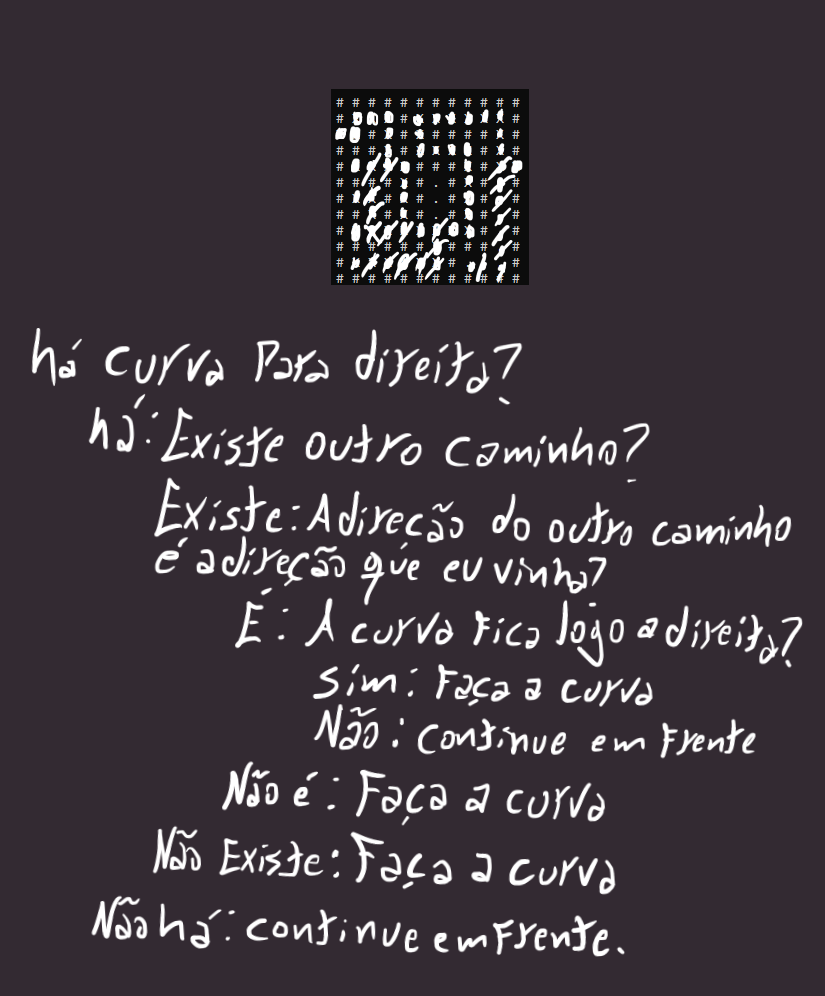 há curva para direita?
há: Existe outro caminho?
Existe: A direção do outro caminho
é a direção que eu vinha?
É: A curva fica logo a direita?
Sim: Faça a curva
Não: continue em frente
Não é: Faça a curva
Não Existe: Faça a curva
Não há: continue em frente.